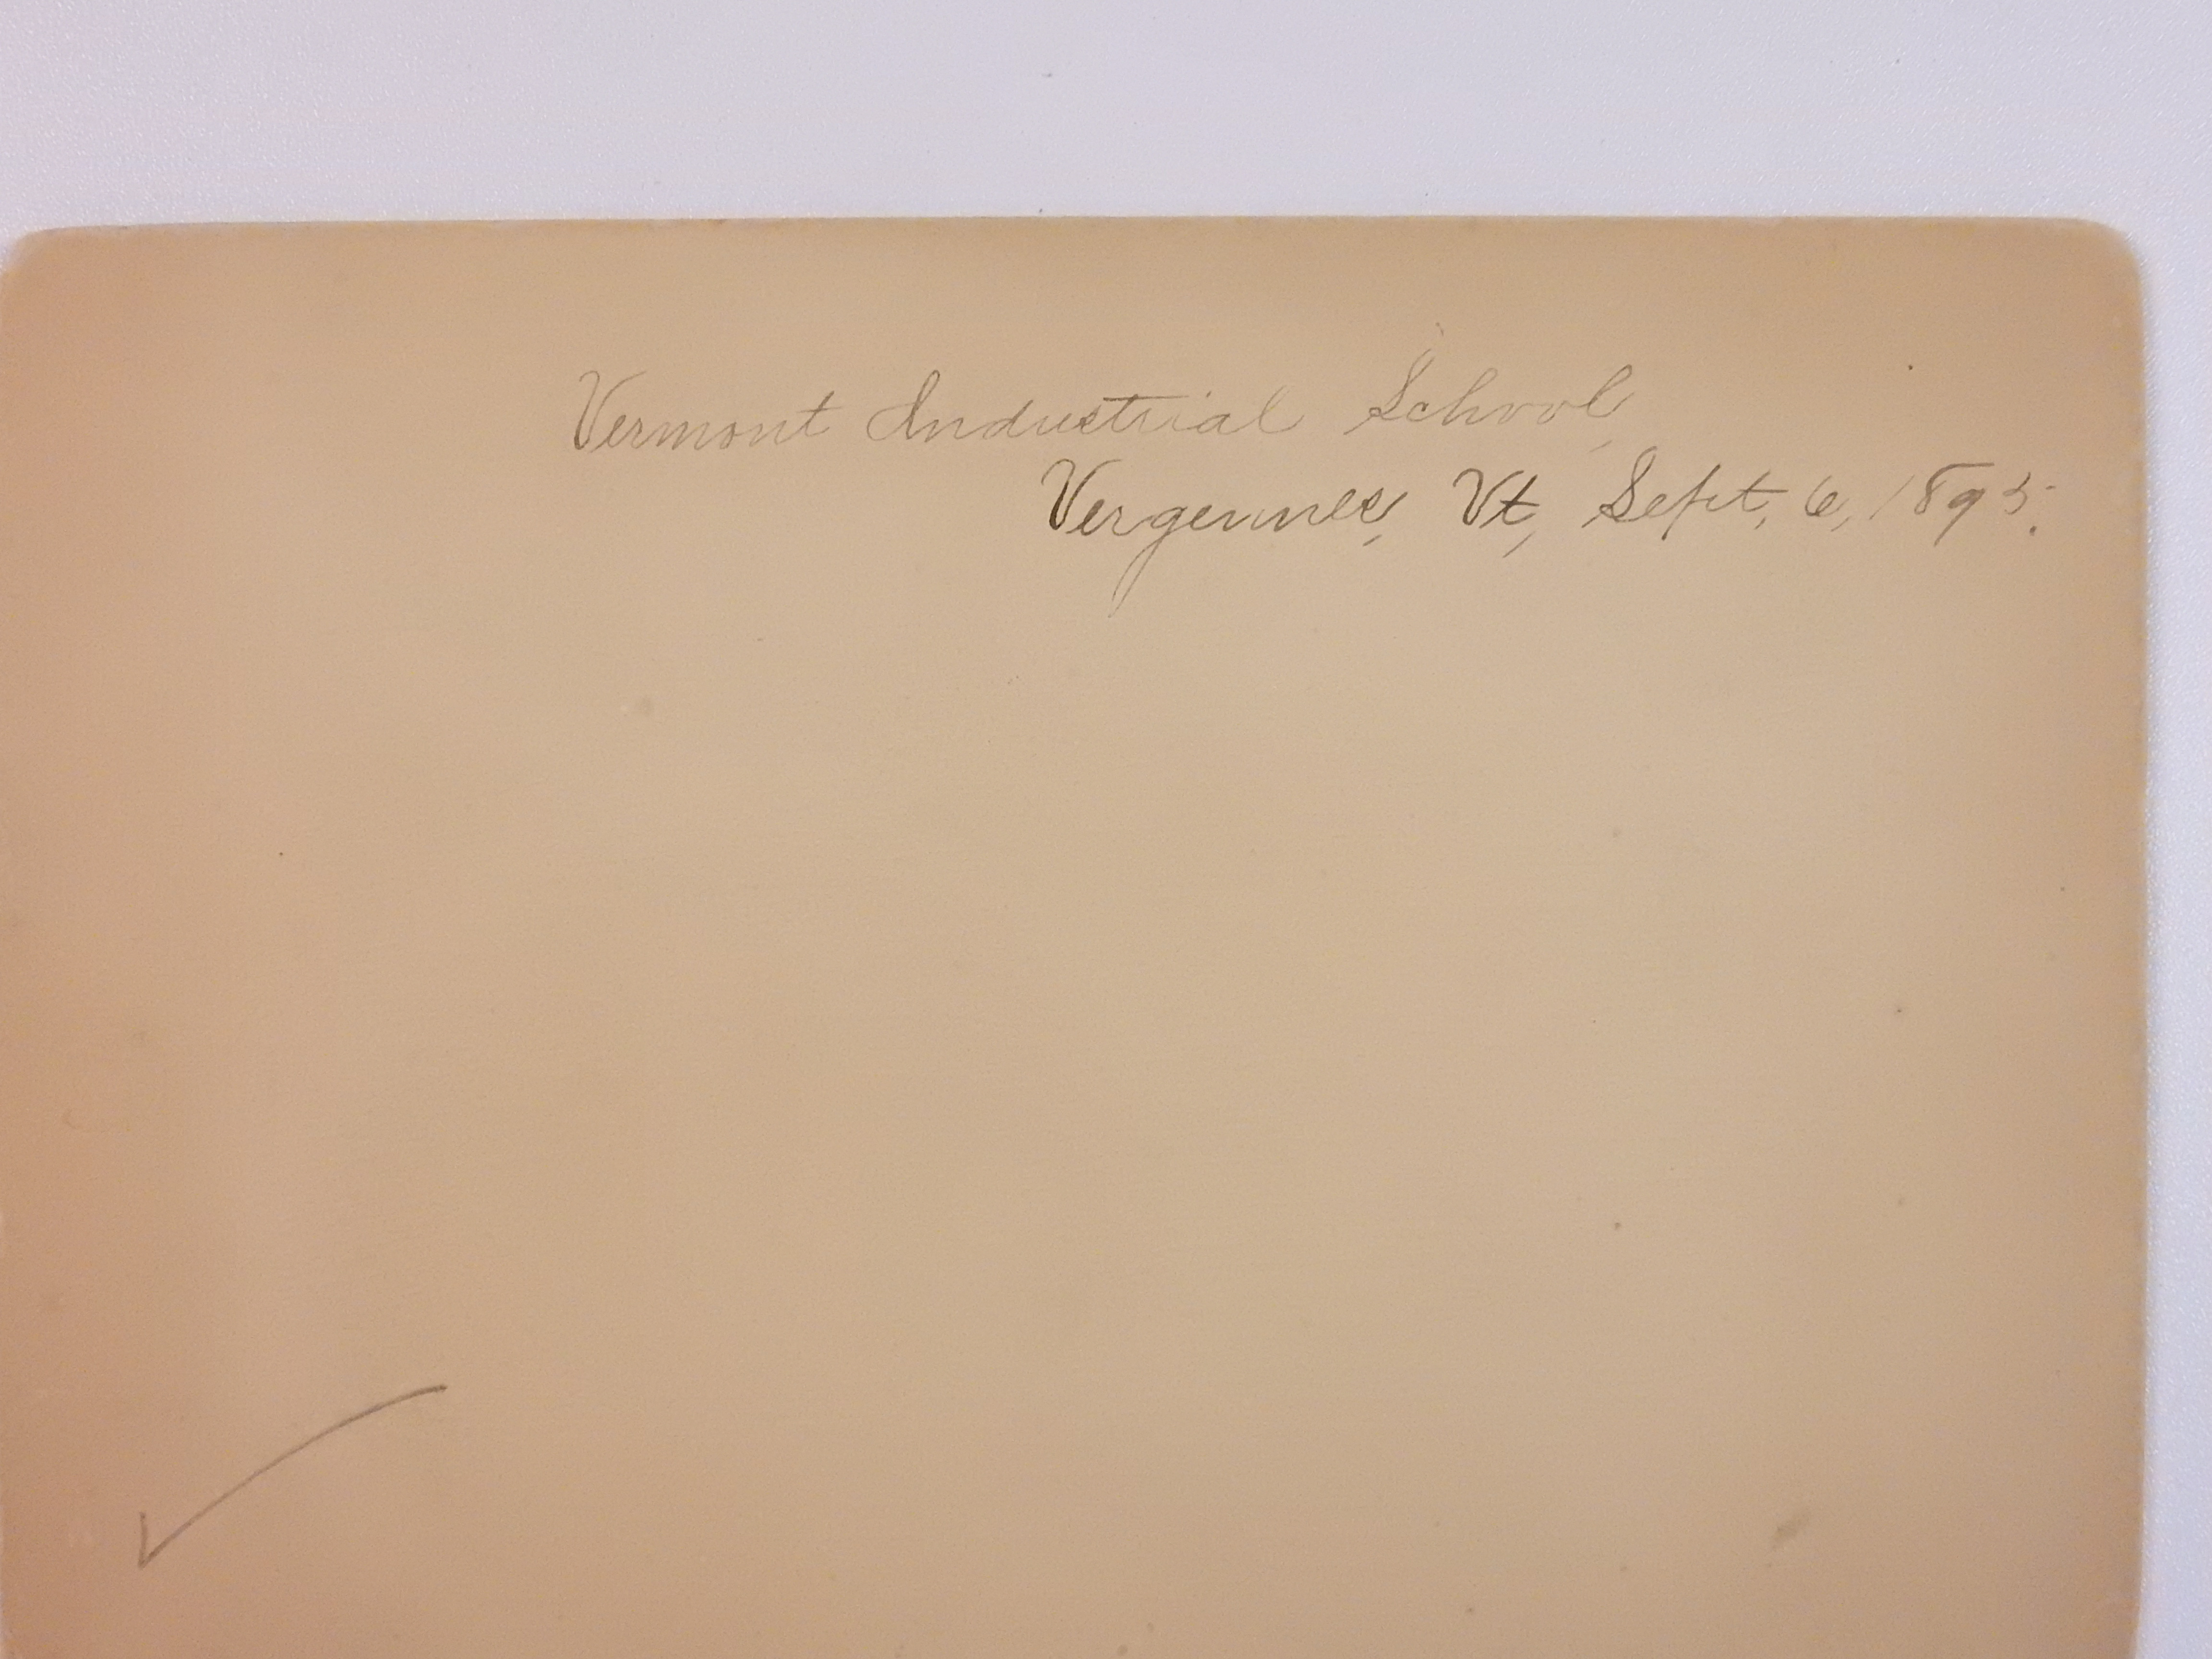 Vermont Industrial School,
Vergennes, Vt, Sept. 6, 1895.